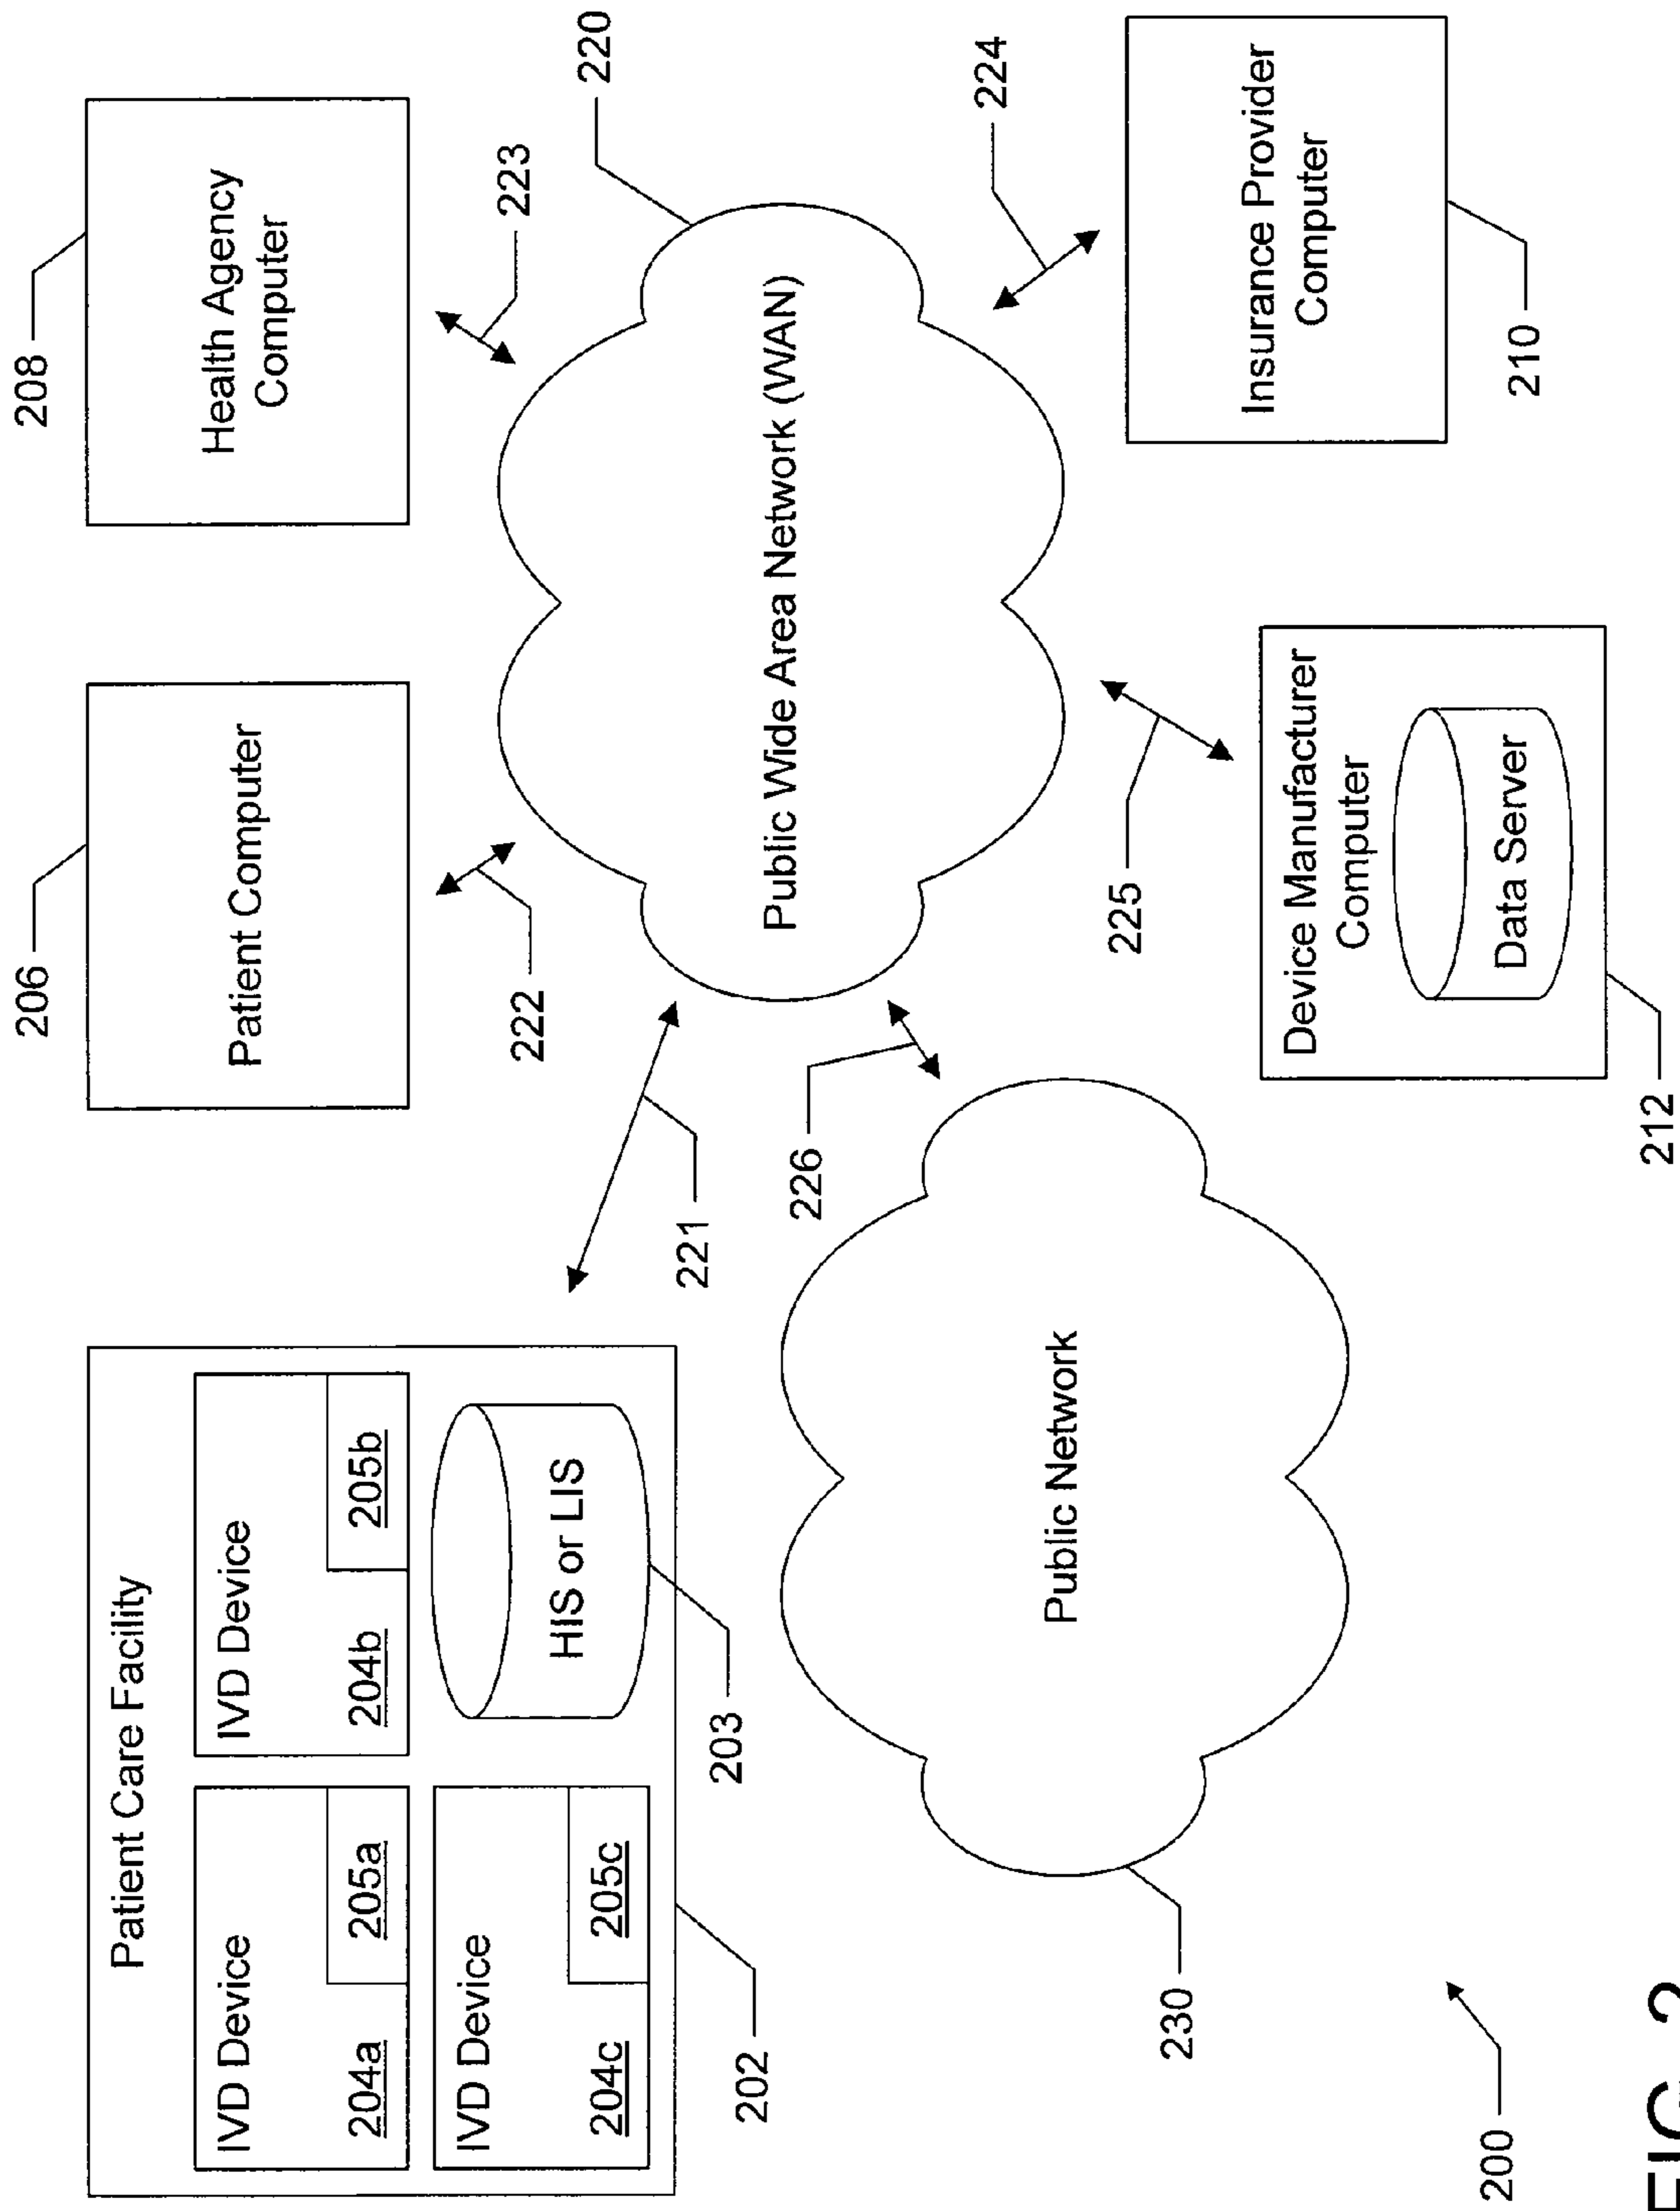 Patient Care Facility
IVD Device
204a
205a
IVD Device
204b
205b
IVD Device
204c
205c
HIS or LIS
202
203
206
Patient Computer
208
Health Agency
Computer
221
222
223
220
Public Wide Area Network (WAN)
226
Public Network
230
225
224
Device Manufacturer
Computer
Data Server
212
Insurance Provider
Computer
210
200
FIG. 2